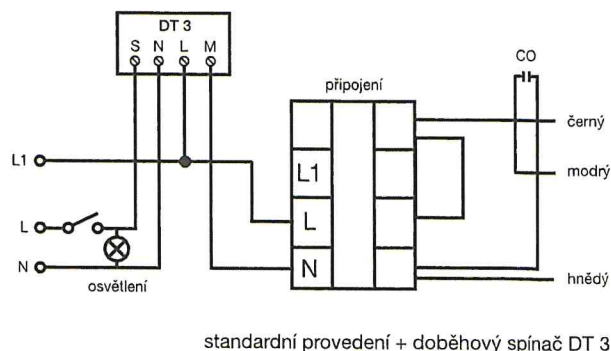 DT 3
S N L M
CO
připojení
černý
L1
L1
modrý
L
L
N
N
osvětlení
hnědý
standardní provedení + doběhový spínač DT 3